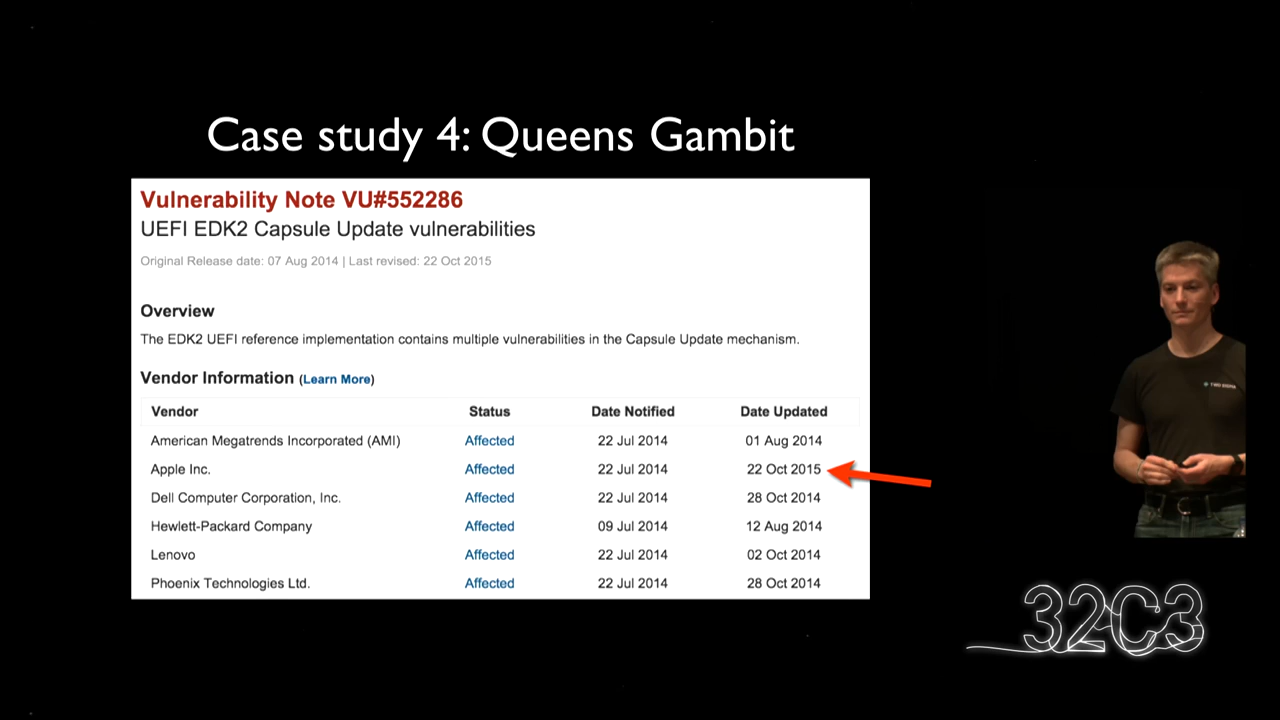 Case study 4: Queens Gambit
Vulnerability Note VU#552286
UEFI EDK2 Capsule Update vulnerabilities
Original Release date: 07 Aug 2014 | Last revised: 22 Oct 2015
Overview
The EDK2 UEFI reference implementation contains multiple vulnerabilities in the Capsule Update mechanism.
Vendor Information (Learn More)
Vendor Status Date Notified Date Updated
American Megatrends Incorporated (AMI) Affected 22 Jul 2014 01 Aug 2014
Apple Inc. Affected 22 Jul 2014 22 Oct 2015
Dell Computer Corporation, Inc. Affected 22 Jul 2014 28 Oct 2014
Hewlett-Packard Company Affected 09 Jul 2014 12 Aug 2014
Lenovo Affected 22 Jul 2014 02 Oct 2014
Phoenix Technologies Ltd. Affected 22 Jul 2014 28 Oct 2014
TWO SIGMA
32C3